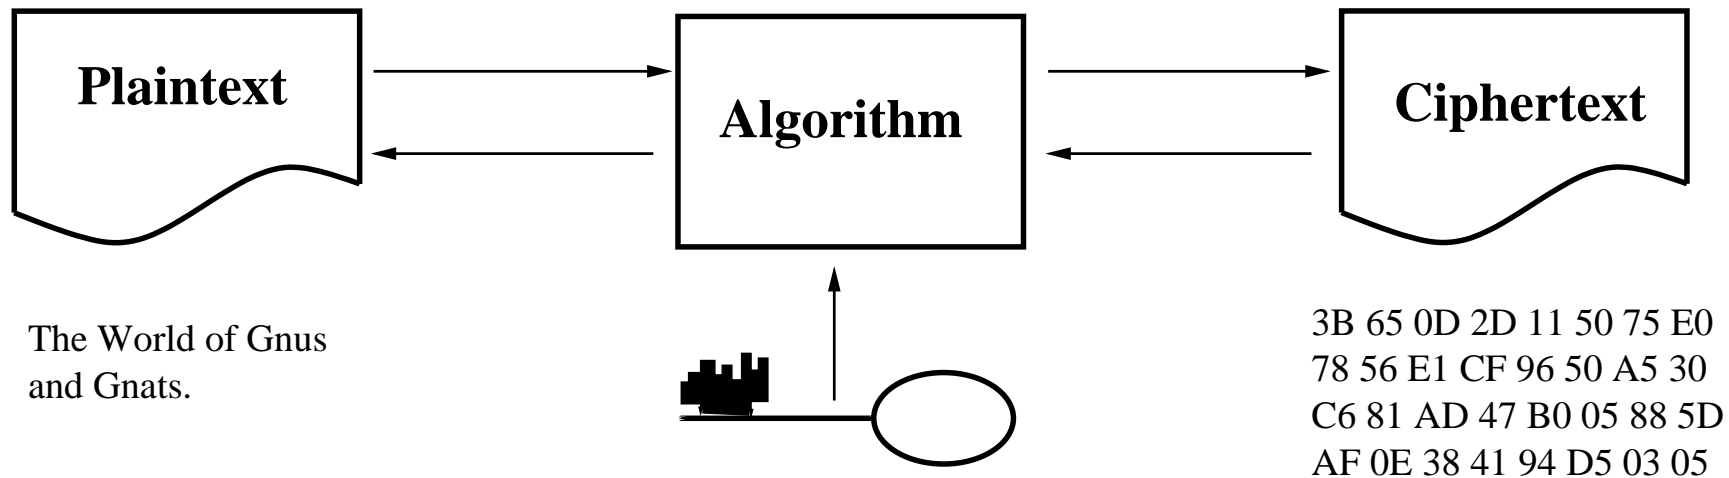 Plaintext
Algorithm
Ciphertext
The World of Gnus
and Gnats.
3B 65 0D 2D 11 50 75 E0
78 56 E1 CF 96 50 A5 30
C6 81 AD 47 B0 05 88 5D
AF 0E 38 41 94 D5 03 05